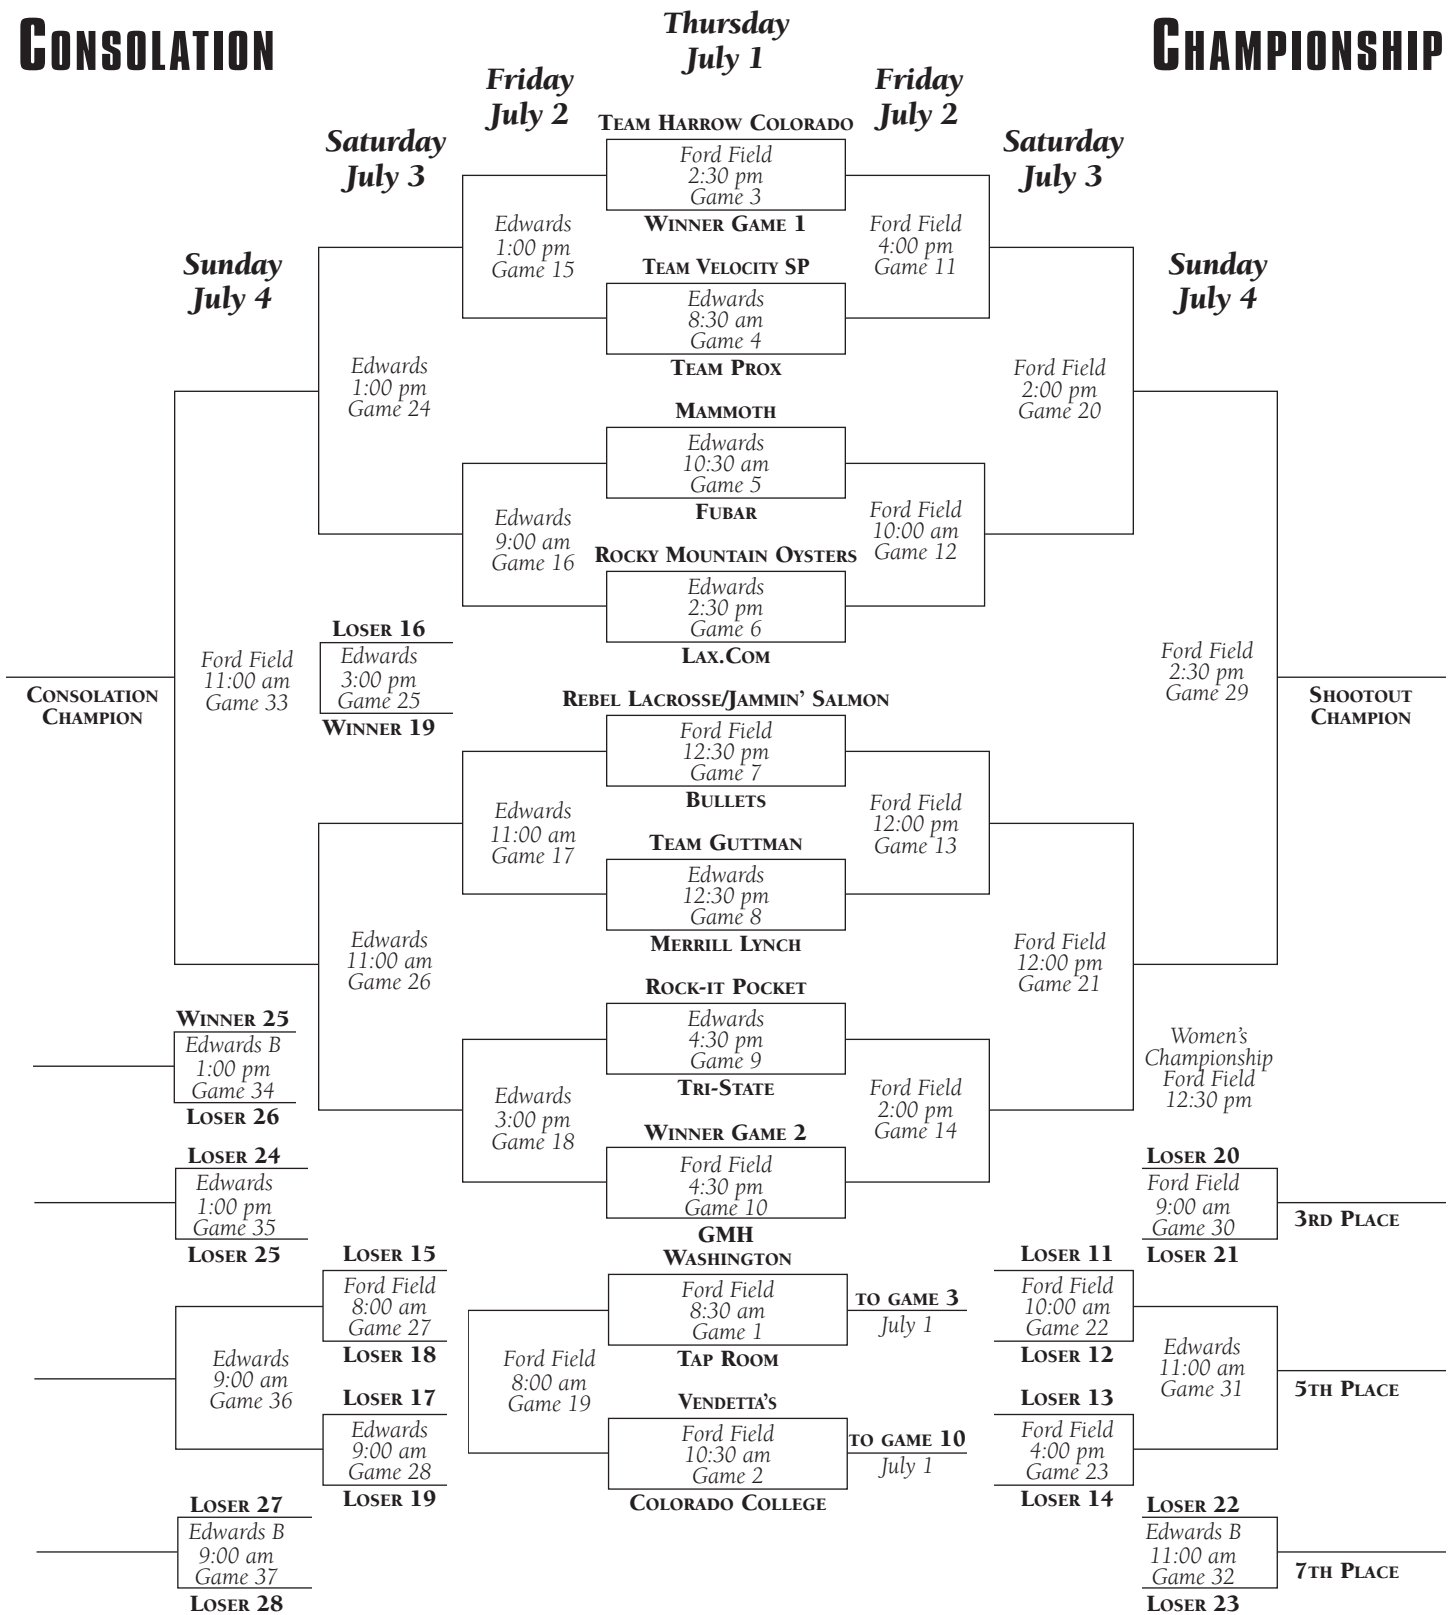 CONSOLATION
CHAMPIONSHIP
Thursday
July 1
Friday
July 2
Friday
July 2
Saturday
July 3
Saturday
July 3
Sunday
July 4
Sunday
July 4
TEAM HARROW COLORADO
Ford Field
2:30 pm
Game 3
WINNER GAME 1
TEAM VELOCITY SP
Edwards
8:30 am
Game 4
TEAM PROX
MAMMOTH
Edwards
10:30 am
Game 5
FUBAR
ROCKY MOUNTAIN OYSTERS
Edwards
2:30 pm
Game 6
LAX.COM
REBEL LACROSSE/JAMMIN' SALMON
Ford Field
12:30 pm
Game 7
BULLETS
TEAM GUTTMAN
Edwards
12:30 pm
Game 8
MERRILL LYNCH
ROCK-IT POCKET
Edwards
4:30 pm
Game 9
TRI-STATE
WINNER GAME 2
Ford Field
4:30 pm
Game 10
GMH
WASHINGTON
Ford Field
8:30 am
Game 1
TAP ROOM
TO GAME 3
July 1
VENDETTA'S
Ford Field
10:30 am
Game 2
COLORADO COLLEGE
TO GAME 10
July 1
Edwards
1:00 pm
Game 15
Edwards
9:00 am
Game 16
Edwards
11:00 am
Game 17
Edwards
3:00 pm
Game 18
Ford Field
8:00 am
Game 19
Edwards
1:00 pm
Game 24
LOSER 16
Edwards
3:00 pm
Game 25
WINNER 19
Edwards
11:00 am
Game 26
LOSER 15
Ford Field
8:00 am
Game 27
LOSER 18
LOSER 17
Edwards
9:00 am
Game 28
LOSER 19
Ford Field
11:00 am
Game 33
CONSOLATION
CHAMPION
WINNER 25
Edwards B
1:00 pm
Game 34
LOSER 26
LOSER 24
Edwards
1:00 pm
Game 35
LOSER 25
Edwards
9:00 am
Game 36
LOSER 27
Edwards B
9:00 am
Game 37
LOSER 28
Ford Field
4:00 pm
Game 11
Ford Field
10:00 am
Game 12
Ford Field
12:00 pm
Game 13
Ford Field
2:00 pm
Game 14
Ford Field
2:00 pm
Game 20
Ford Field
12:00 pm
Game 21
LOSER 11
Ford Field
10:00 am
Game 22
LOSER 12
LOSER 13
Ford Field
4:00 pm
Game 23
LOSER 14
Ford Field
2:30 pm
Game 29
SHOOTOUT
CHAMPION
Women's
Championship
Ford Field
12:30 pm
LOSER 20
Ford Field
9:00 am
Game 30
LOSER 21
3RD PLACE
Edwards
11:00 am
Game 31
5TH PLACE
LOSER 22
Edwards B
11:00 am
Game 32
LOSER 23
7TH PLACE